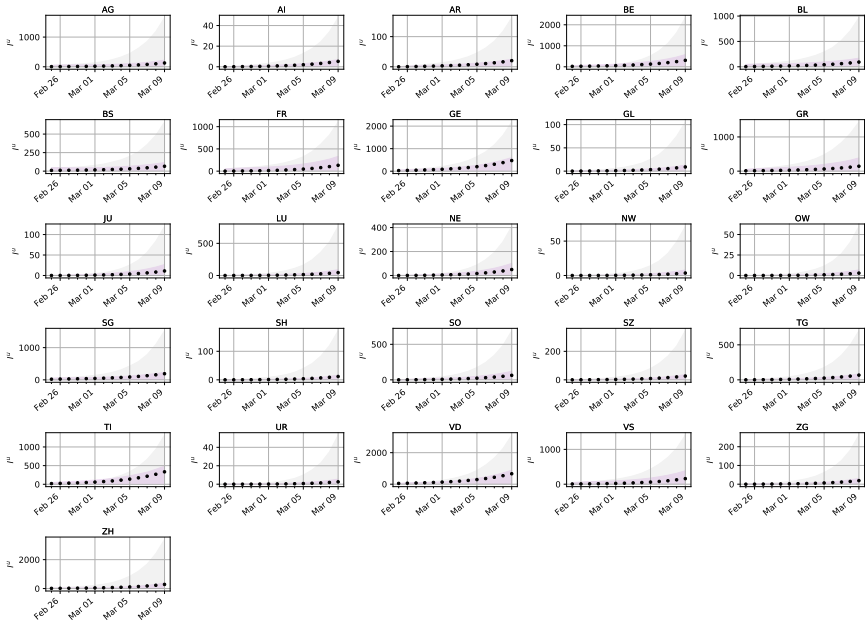 AG AI AR BE BL
1000 0 40 20 0 100 0 2000 1000 0 1000 500 0
I^u I^u I^u I^u I^u
Feb 26 Mar 01 Mar 05 Mar 09 Feb 26 Mar 01 Mar 05 Mar 09 Feb 26 Mar 01 Mar 05 Mar 09 Feb 26 Mar 01 Mar 05 Mar 09 Feb 26 Mar 01 Mar 05 Mar 09
BS FR GE GL GR
500 250 0 1000 500 0 2000 1000 0 100 50 0 1000 0
I^u I^u I^u I^u I^u
Feb 26 Mar 01 Mar 05 Mar 09 Feb 26 Mar 01 Mar 05 Mar 09 Feb 26 Mar 01 Mar 05 Mar 09 Feb 26 Mar 01 Mar 05 Mar 09 Feb 26 Mar 01 Mar 05 Mar 09
JU LU NE NW OW
100 50 0 500 0 400 200 0 50 0 50 25 0
I^u I^u I^u I^u I^u
Feb 26 Mar 01 Mar 05 Mar 09 Feb 26 Mar 01 Mar 05 Mar 09 Feb 26 Mar 01 Mar 05 Mar 09 Feb 26 Mar 01 Mar 05 Mar 09 Feb 26 Mar 01 Mar 05 Mar 09
SG SH SO SZ TG
1000 0 100 0 500 0 200 0 500 0
I^u I^u I^u I^u I^u
Feb 26 Mar 01 Mar 05 Mar 09 Feb 26 Mar 01 Mar 05 Mar 09 Feb 26 Mar 01 Mar 05 Mar 09 Feb 26 Mar 01 Mar 05 Mar 09 Feb 26 Mar 01 Mar 05 Mar 09
TI UR VD VS ZG
1000 500 0 40 20 0 2000 0 1000 0 200 100 0
I^u I^u I^u I^u I^u
Feb 26 Mar 01 Mar 05 Mar 09 Feb 26 Mar 01 Mar 05 Mar 09 Feb 26 Mar 01 Mar 05 Mar 09 Feb 26 Mar 01 Mar 05 Mar 09 Feb 26 Mar 01 Mar 05 Mar 09
ZH
2000 0
I^u
Feb 26 Mar 01 Mar 05 Mar 09